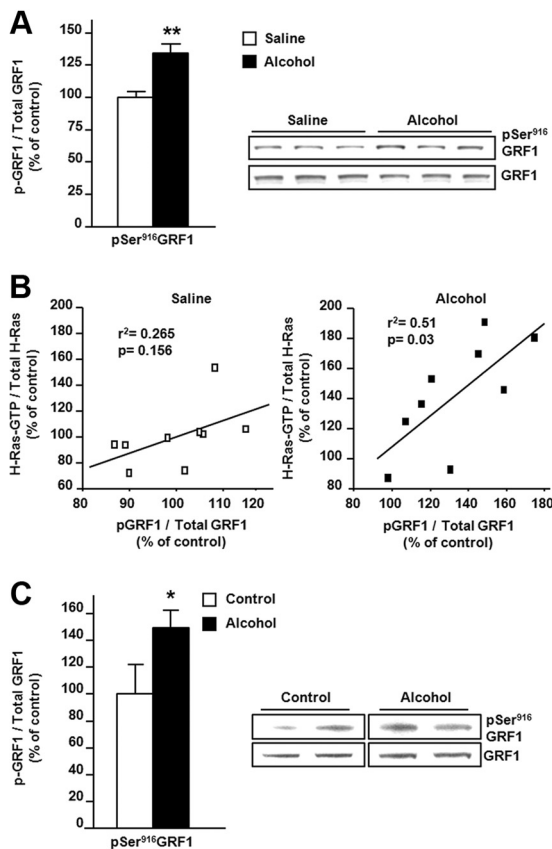 A
p-GRF1 / Total GRF1
(% of control)
150
125
100
75
50
25
0
**
pSer⁹¹⁶GRF1
Saline
Alcohol
Saline Alcohol
pSer⁹¹⁶
GRF1
GRF1
B
Saline
H-Ras-GTP / Total H-Ras
(% of control)
200
180
160
140
120
100
80
60
r²= 0.265
p= 0.156
80 90 100 110 120
pGRF1 / Total GRF1
(% of control)
Alcohol
H-Ras-GTP / Total H-Ras
(% of control)
200
180
160
140
120
100
80
r²= 0.51
p= 0.03
80 100 120 140 160 180
pGRF1 / Total GRF1
(% of control)
C
p-GRF1 / Total GRF1
(% of control)
160
140
120
100
80
60
40
20
0
*
pSer⁹¹⁶GRF1
Control
Alcohol
Control Alcohol
pSer⁹¹⁶
GRF1
GRF1